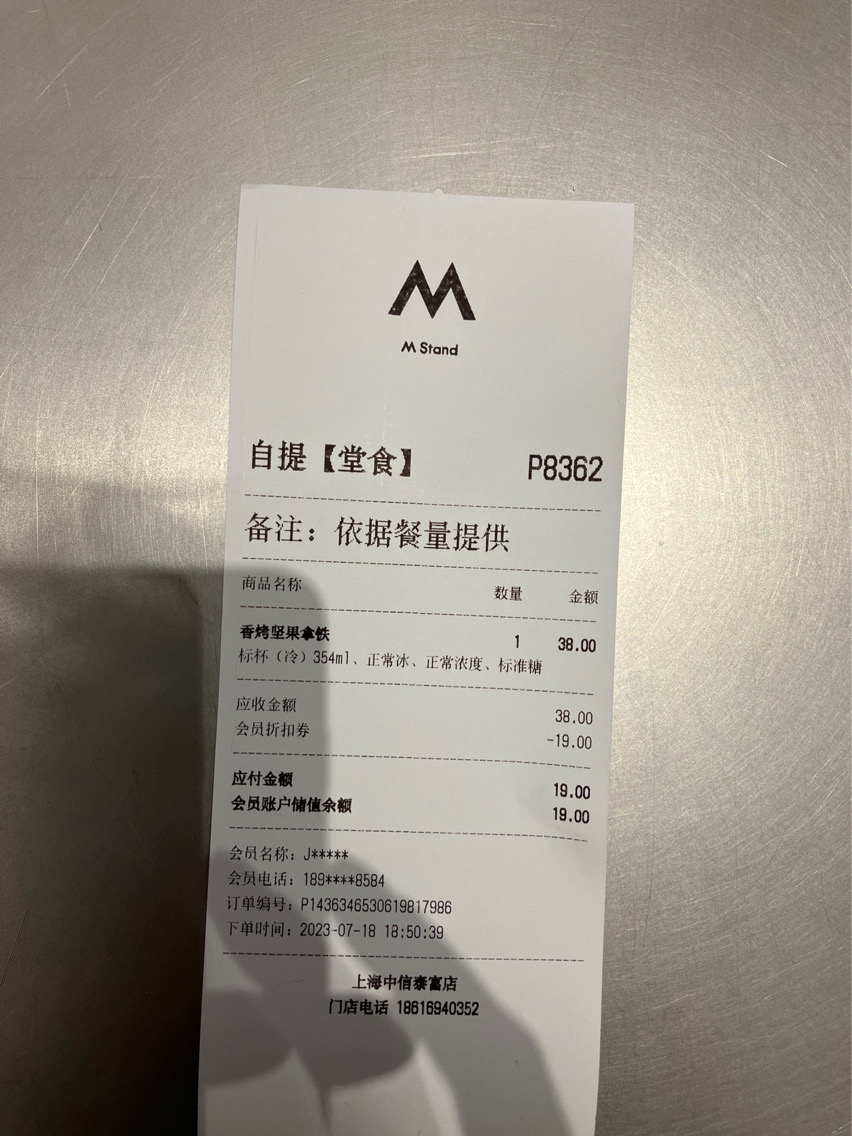 M Stand
自提【堂食】 P8362
备注：依据餐量提供
商品名称 数量 金额
香烤坚果拿铁 1 38.00
标杯（冷）354ml、正常冰、正常浓度、标准糖
应收金额 38.00
会员折扣券 -19.00
应付金额 19.00
会员账户储值余额 19.00
会员名称：J*****
会员电话：189****8584
订单编号：P1436346530619817986
下单时间：2023-07-18 18:50:39
上海中信泰富店
门店电话 18616940352